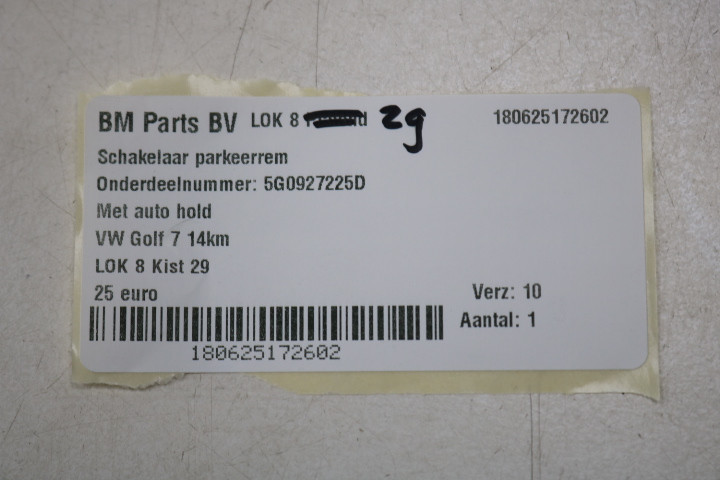 BM Parts BV LOK 8 29 180625172602
Schakelaar parkeerrem
Onderdeelnummer: 5G0927225D
Met auto hold
VW Golf 7 14km
LOK 8 Kist 29
25 euro Verz: 10
Aantal: 1
180625172602